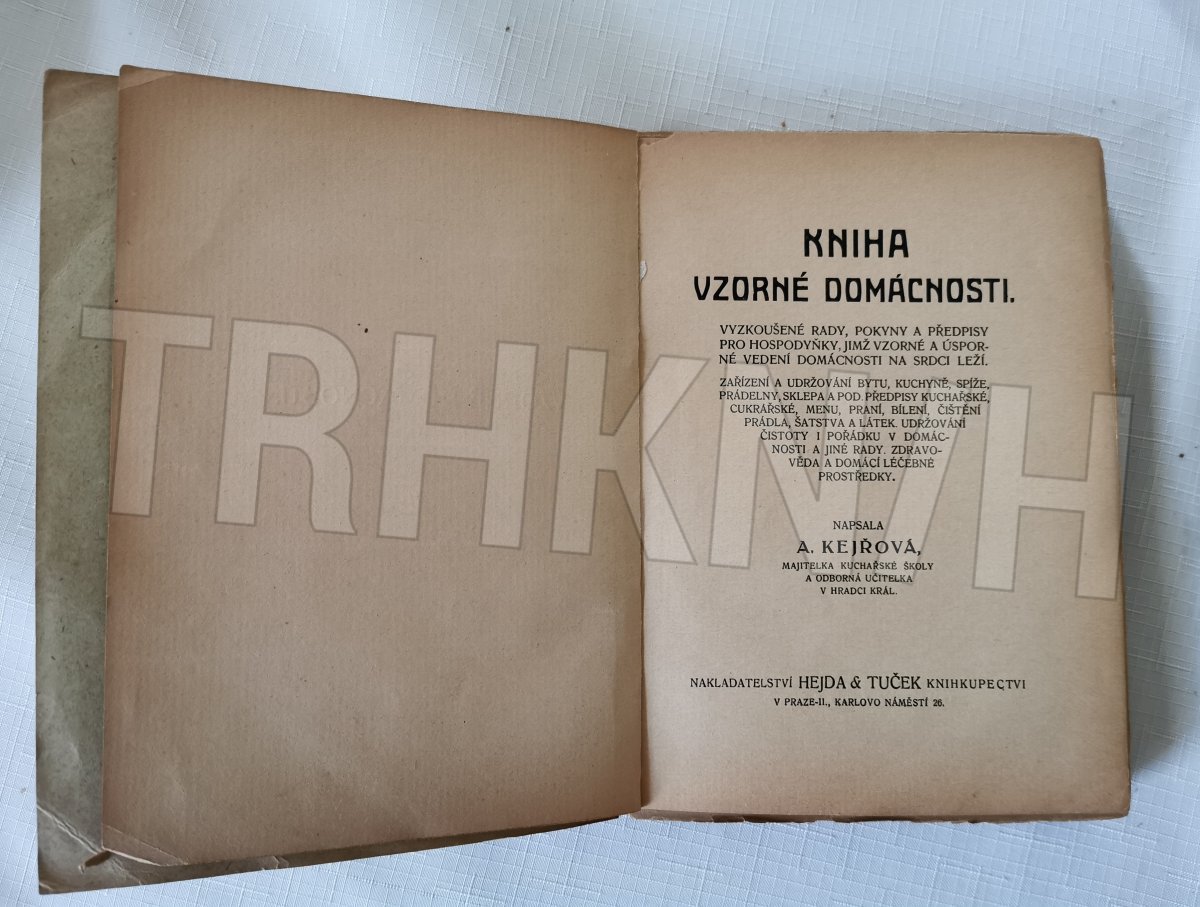 KNIHA
VZORNÉ DOMÁCNOSTI.
VYZKOUŠENÉ RADY, POKYNY A PŘEDPISY
PRO HOSPODYŇKY, JIMŽ VZORNÉ A ÚSPOR-
NÉ VEDENÍ DOMÁCNOSTI NA SRDCI LEŽÍ.
ZAŘÍZENÍ A UDRŽOVÁNÍ BYTU, KUCHYNĚ, SPÍŽE,
PRÁDELNY, SKLEPA A POD. PŘEDPISY KUCHAŘSKÉ,
CUKRÁŘSKÉ, MENU, PRANÍ, BÍLENÍ, ČIŠTĚNÍ
PRÁDLA, ŠATSTVA A LÁTEK. UDRŽOVÁNÍ
ČISTOTY I POŘÁDKU V DOMÁC-
NOSTI A JINÉ RADY. ZDRAVO-
VĚDA A DOMÁCÍ LÉČEBNÉ
PROSTŘEDKY.
NAPSALA
A. KEJŘOVÁ,
MAJITELKA KUCHAŘSKÉ ŠKOLY
A ODBORNÁ UČITELKA
V HRADCI KRÁL.
NAKLADATELSTVÍ HEJDA & TUČEK KNIHKUPECTVI
V PRAZE-II., KARLOVO NÁMĚSTÍ 26.
TRHKNIH